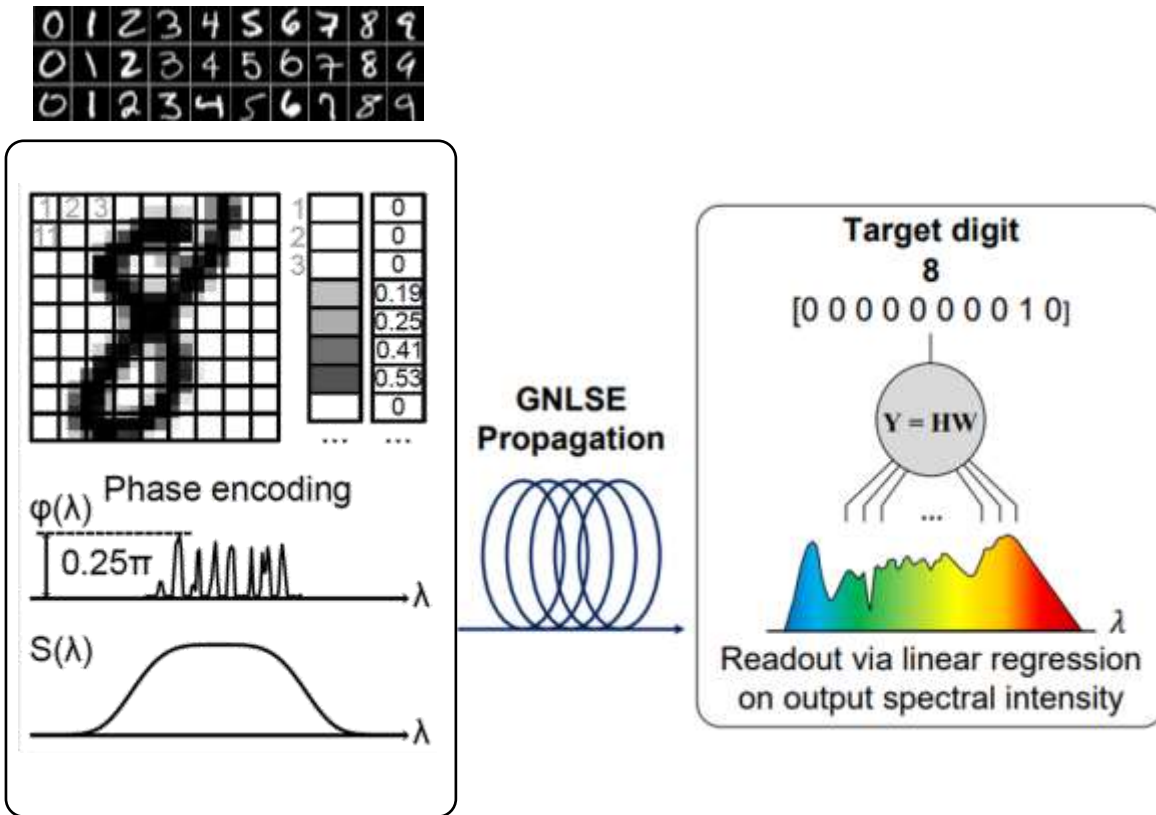 0 1 2 3 4 5 6 7 8 9
0 1 2 3 4 5 6 7 8 9
0 1 2 3 4 5 6 7 8 9
1 2 3
11
1
2
3
0
0
0
0.19
0.25
0.41
0.53
0
... ...
Phase encoding
φ(λ)
0.25π
λ
S(λ)
λ
GNLSE
Propagation
Target digit
8
[0 0 0 0 0 0 0 0 1 0]
Y = HW
...
λ
Readout via linear regression
on output spectral intensity